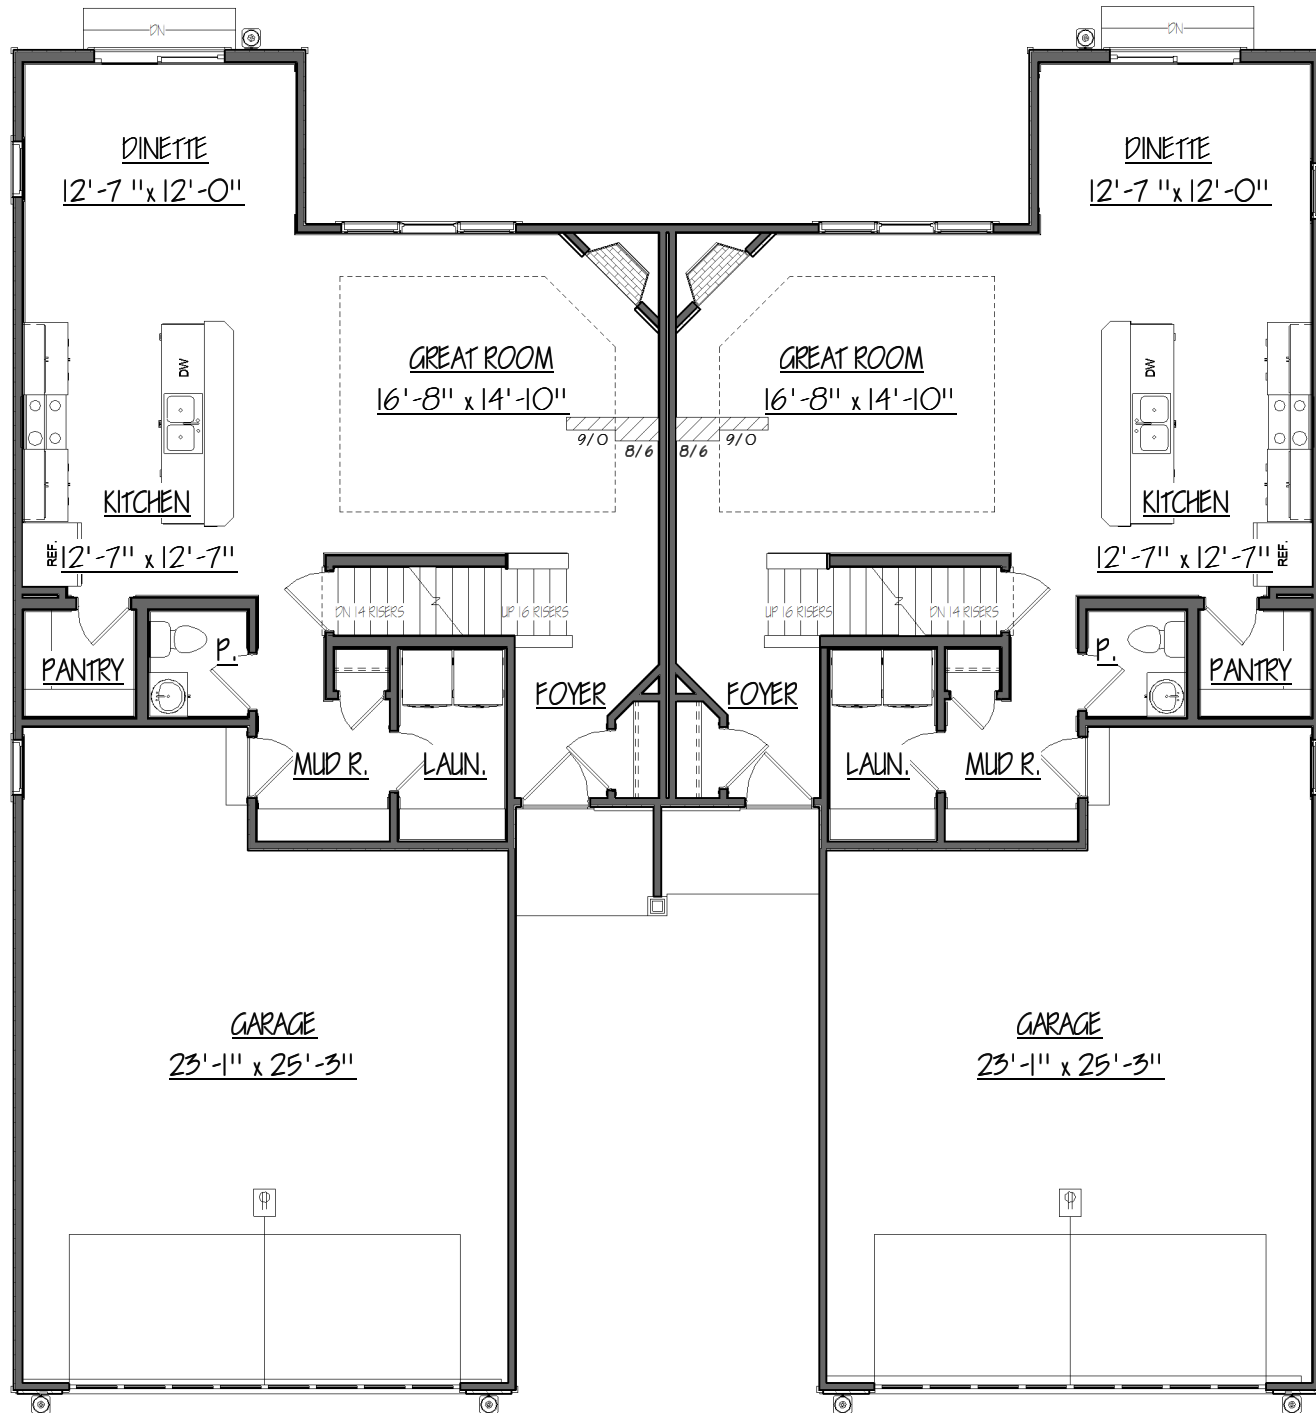 DN
DN
DINETTE
12'-7 "x 12'-0"
DINETTE
12'-7 "x 12'-0"
GREAT ROOM
16'-8" x 14'-10"
GREAT ROOM
16'-8" x 14'-10"
DW
DW
9/0
8/6
8/6
9/0
KITCHEN
12'-7" x 12'-7"
REF.
KITCHEN
12'-7" x 12'-7"
REF.
DN 14 RISERS
UP 16 RISERS
UP 16 RISERS
DN 14 RISERS
PANTRY
P.
FOYER
FOYER
P.
PANTRY
MUD R.
LAUN.
LAUN.
MUD R.
GARAGE
23'-1" x 25'-3"
GARAGE
23'-1" x 25'-3"